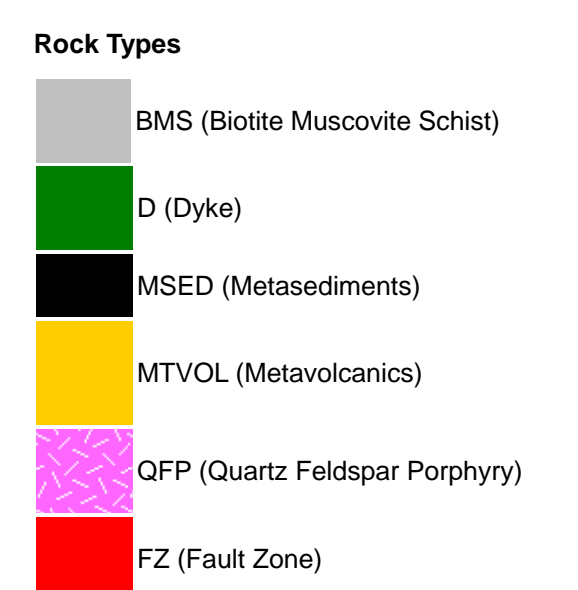 Rock Types
BMS (Biotite Muscovite Schist)
D (Dyke)
MSED (Metasediments)
MTVOL (Metavolcanics)
QFP (Quartz Feldspar Porphyry)
FZ (Fault Zone)